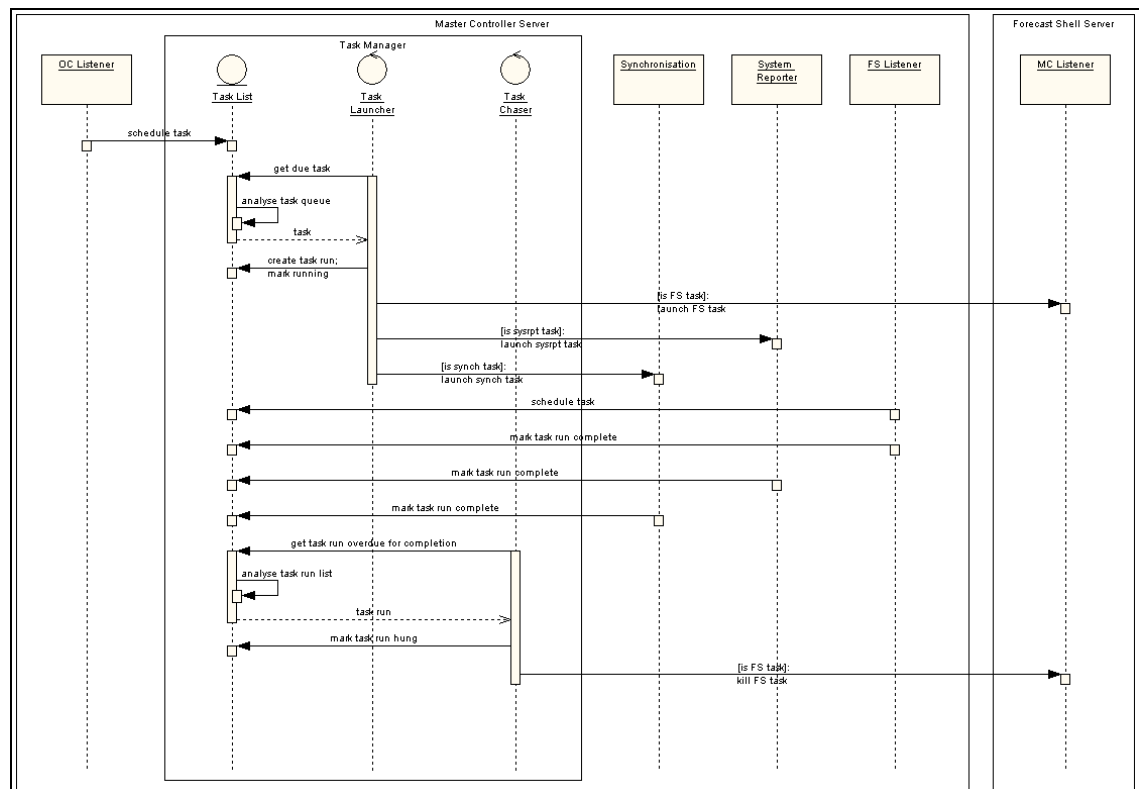 Master Controller Server
Forecast Shell Server
Task Manager
OC Listener
Task List
Task
Launcher
Task
Chaser
Synchronisation
System
Reporter
FS Listener
MC Listener
schedule task
get due task
analyse task queue
task
create task run;
mark running
[is FS task]:
launch FS task
[is sysrpt task]:
launch sysrpt task
[is synch task]:
launch synch task
schedule task
mark task run complete
mark task run complete
mark task run complete
get task run overdue for completion
analyse task run list
task run
mark task run hung
[is FS task]:
kill FS task